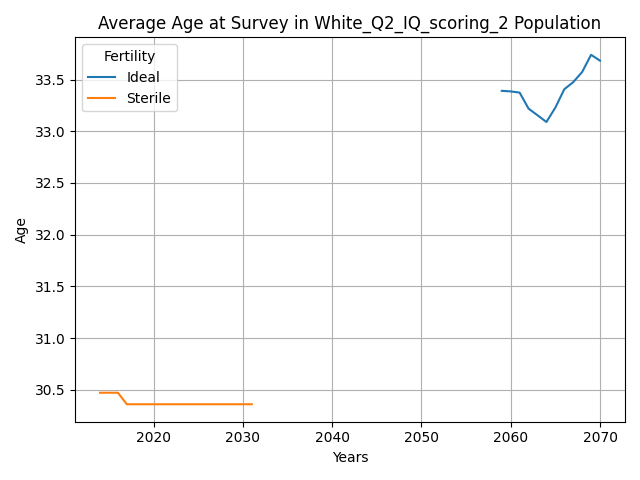 Average Age at Survey in White_Q2_IQ_scoring_2 Population
Fertility
Ideal
Sterile
33.5
33.0
32.5
32.0
31.5
31.0
30.5
Age
2020 2030 2040 2050 2060 2070
Years